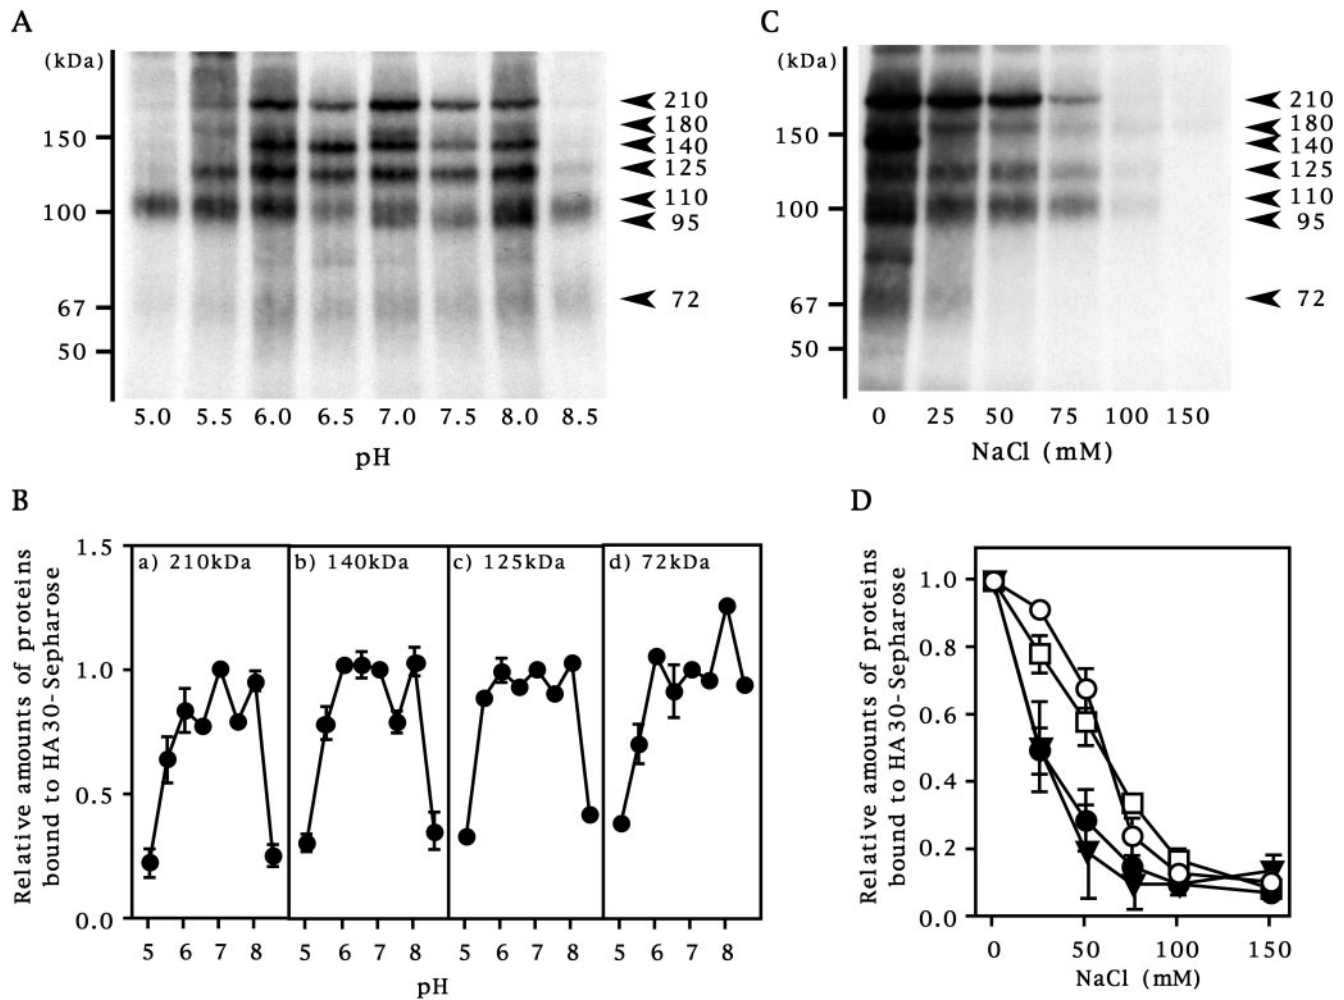 A
(kDa)
150
100
67
50
210
180
140
125
110
95
72
5.0 5.5 6.0 6.5 7.0 7.5 8.0 8.5
pH
C
(kDa)
150
100
67
50
210
180
140
125
110
95
72
0 25 50 75 100 150
NaCl (mM)
B
Relative amounts of proteins
bound to HA30-Sepharose
1.5
1.0
0.5
0.0
a) 210kDa
b) 140kDa
c) 125kDa
d) 72kDa
5 6 7 8 5 6 7 8 5 6 7 8 5 6 7 8
pH
D
Relative amounts of proteins
bound to HA30-Sepharose
1.0
0.8
0.6
0.4
0.2
0.0
0 50 100 150
NaCl (mM)